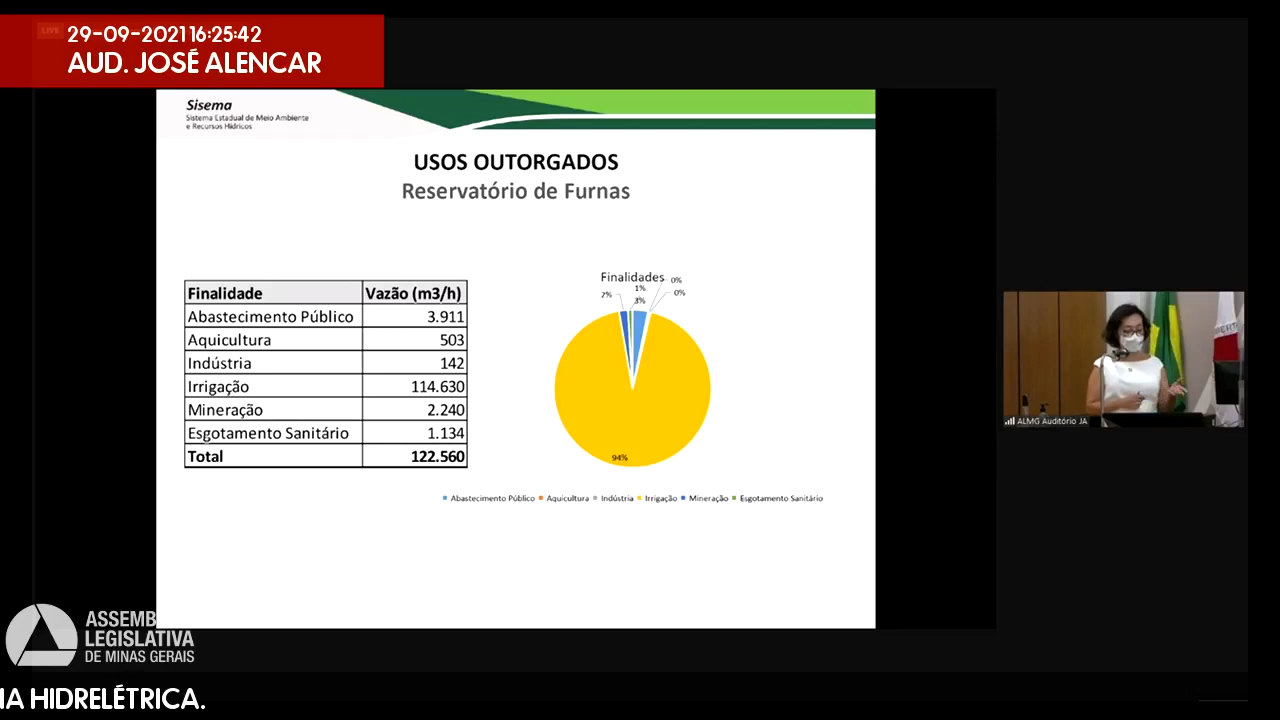 LIVE
29-09-2021 16:25:42
AUD. JOSÉ ALENCAR
Sisema
Sistema Estadual de Meio Ambiente
e Recursos Hídricos
USOS OUTORGADOS
Reservatório de Furnas
Finalidade Vazão (m3/h)
Abastecimento Público 3.911
Aquicultura 503
Indústria 142
Irrigação 114.630
Mineração 2.240
Esgotamento Sanitário 1.134
Total 122.560
Finalidades
0%
1%
2%
0%
3%
94%
Abastecimento Público Aquicultura Indústria Irrigação Mineração Esgotamento Sanitário
ALMG Auditório JA
ASSEMB
LEGISLATIVA
DE MINAS GERAIS
IA HIDRELÉTRICA.